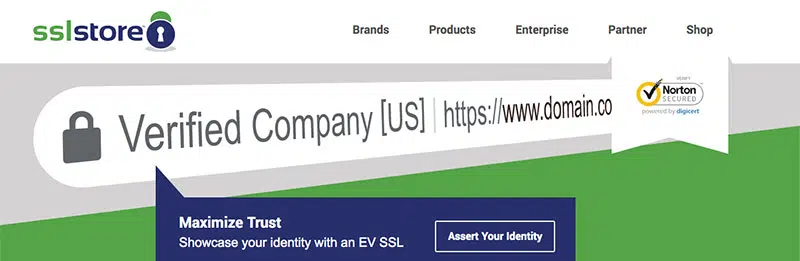 sslstore
Brands Products Enterprise Partner Shop
VERIFY
Norton
SECURED
powered by digicert
Verified Company [US] | https://www.domain.co
Maximize Trust
Showcase your identity with an EV SSL
Assert Your Identity